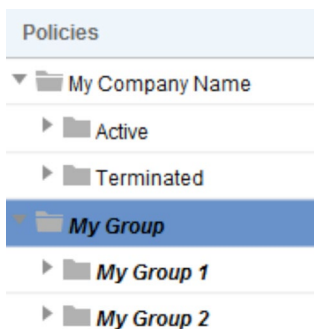 Policies
My Company Name
Active
Terminated
My Group
My Group 1
My Group 2